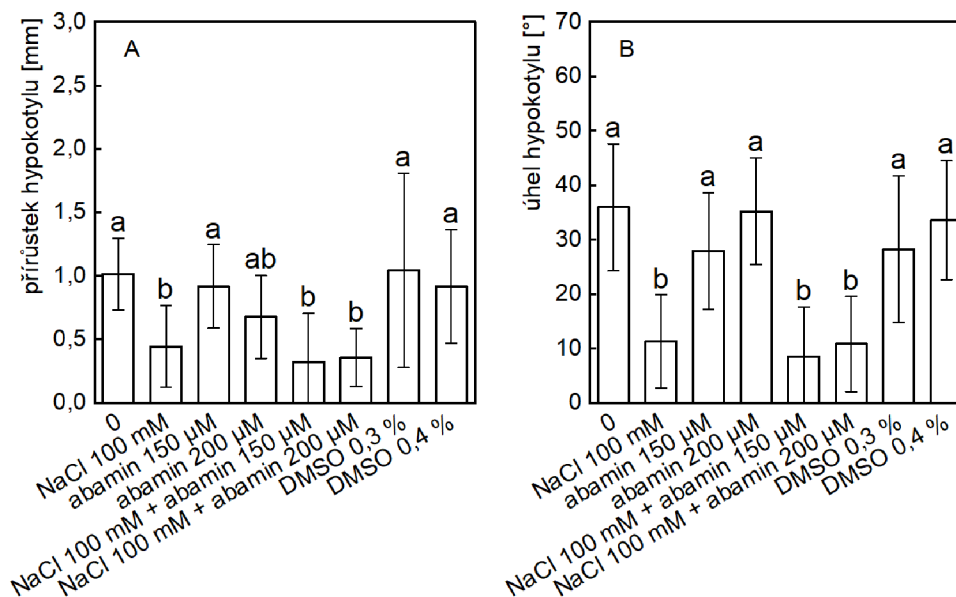 A
přírůstek hypokotylu [mm]
3,0
2,5
2,0
1,5
1,0
0,5
0,0
a
b
a
ab
b
b
a
a
0
NaCl 100 mM
abamin 150 µM
abamin 200 µM
NaCl 100 mM + abamin 150 µM
NaCl 100 mM + abamin 200 µM
DMSO 0,3 %
DMSO 0,4 %
B
úhel hypokotylu [°]
70
60
50
40
30
20
10
0
a
b
a
a
b
b
a
a
0
NaCl 100 mM
abamin 150 µM
abamin 200 µM
NaCl 100 mM + abamin 150 µM
NaCl 100 mM + abamin 200 µM
DMSO 0,3 %
DMSO 0,4 %